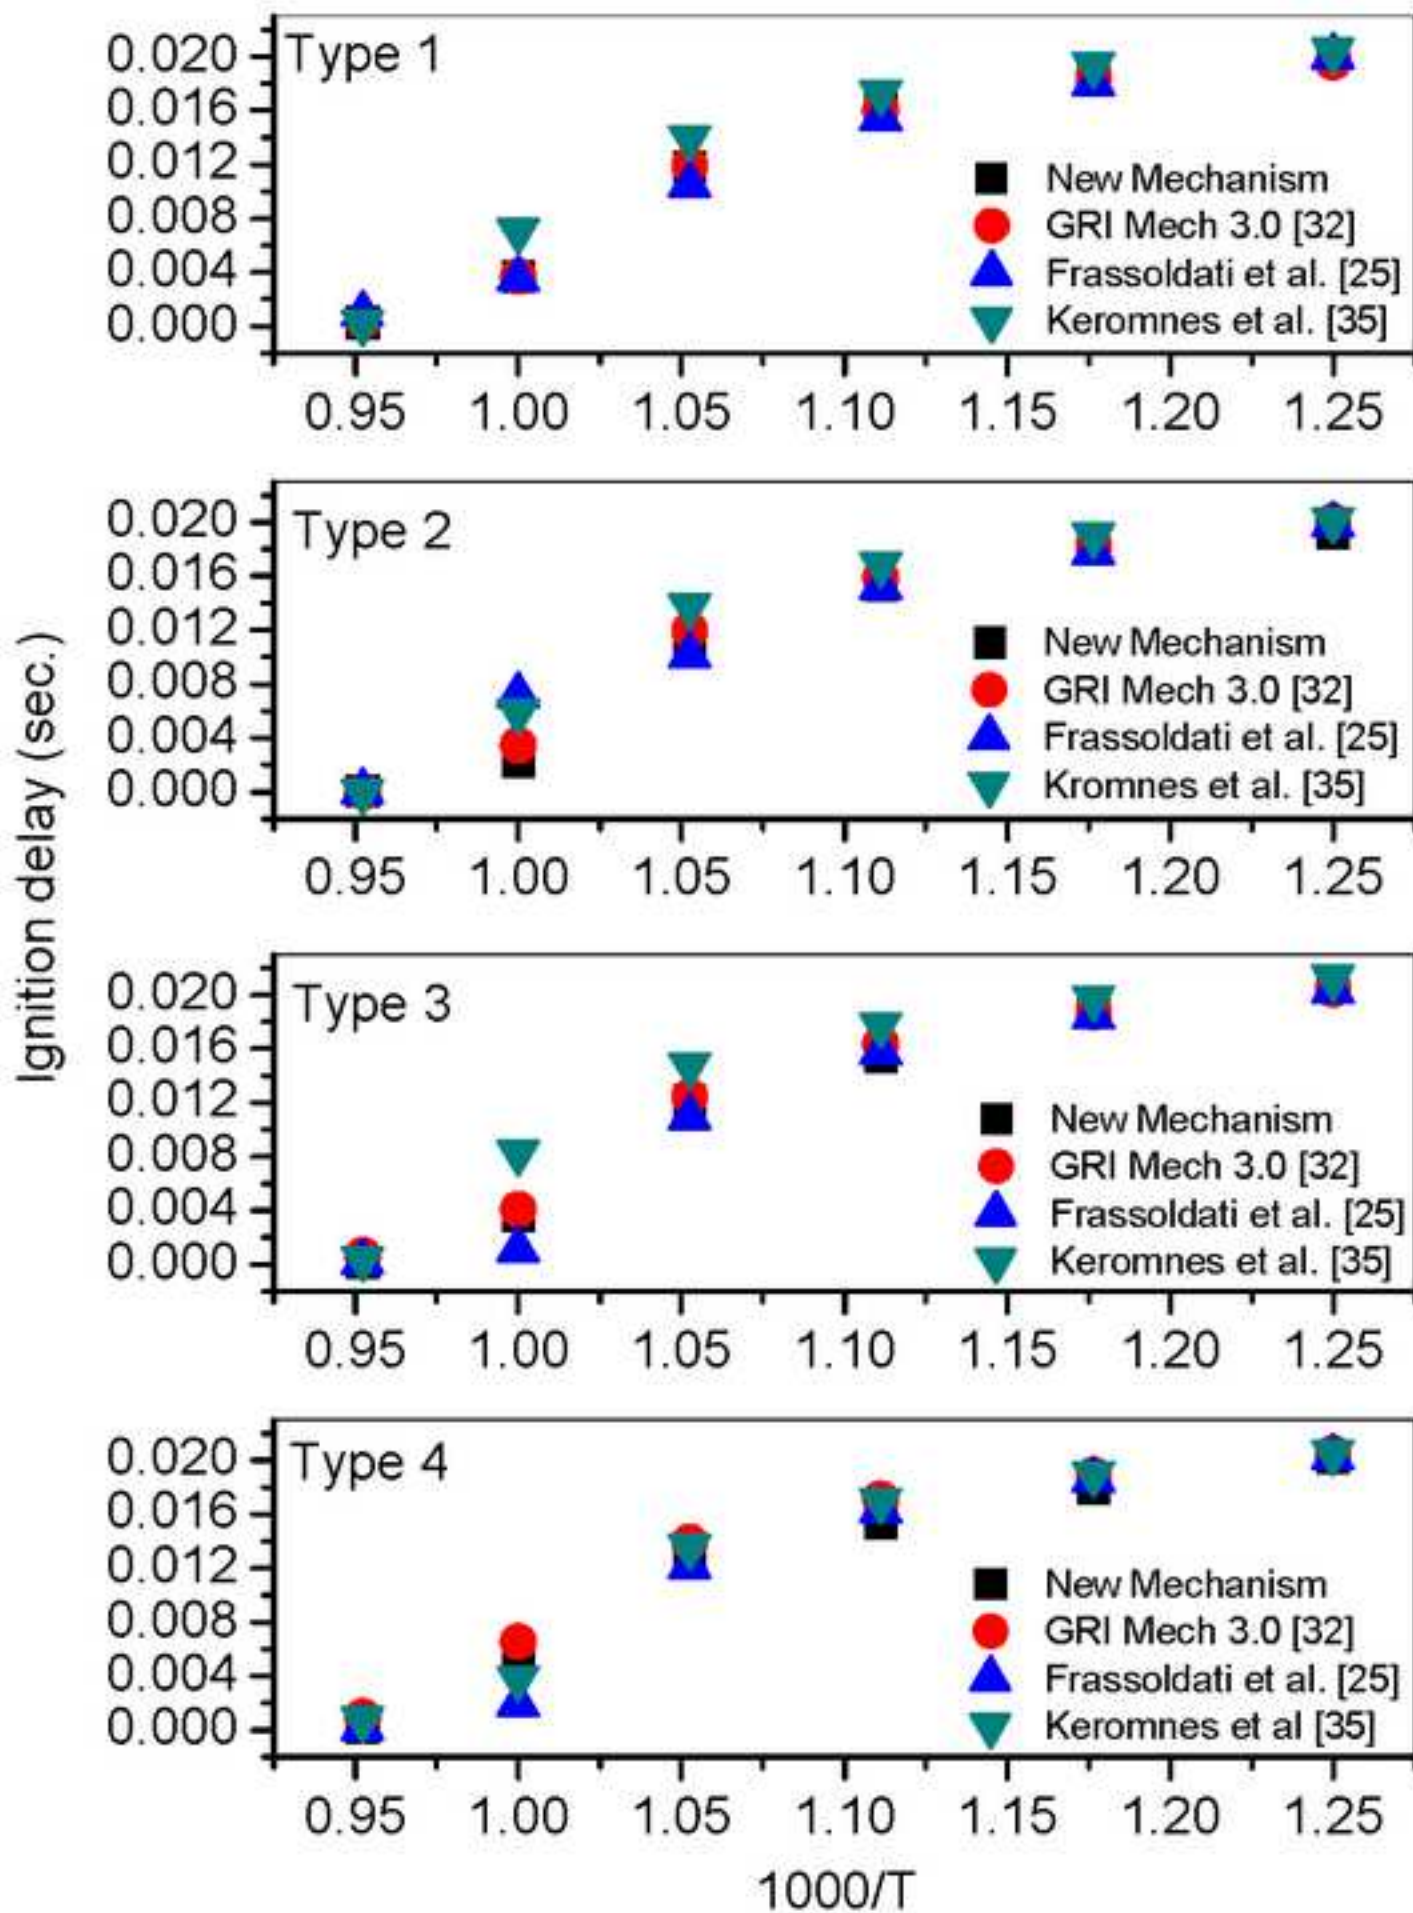 Ignition delay (sec.)
Type 1
0.020
0.016
0.012
0.008
0.004
0.000
New Mechanism
GRI Mech 3.0 [32]
Frassoldati et al. [25]
Keromnes et al. [35]
0.95 1.00 1.05 1.10 1.15 1.20 1.25
Type 2
0.020
0.016
0.012
0.008
0.004
0.000
New Mechanism
GRI Mech 3.0 [32]
Frassoldati et al. [25]
Kromnes et al. [35]
0.95 1.00 1.05 1.10 1.15 1.20 1.25
Type 3
0.020
0.016
0.012
0.008
0.004
0.000
New Mechanism
GRI Mech 3.0 [32]
Frassoldati et al. [25]
Keromnes et al. [35]
0.95 1.00 1.05 1.10 1.15 1.20 1.25
Type 4
0.020
0.016
0.012
0.008
0.004
0.000
New Mechanism
GRI Mech 3.0 [32]
Frassoldati et al. [25]
Keromnes et al [35]
0.95 1.00 1.05 1.10 1.15 1.20 1.25
1000/T